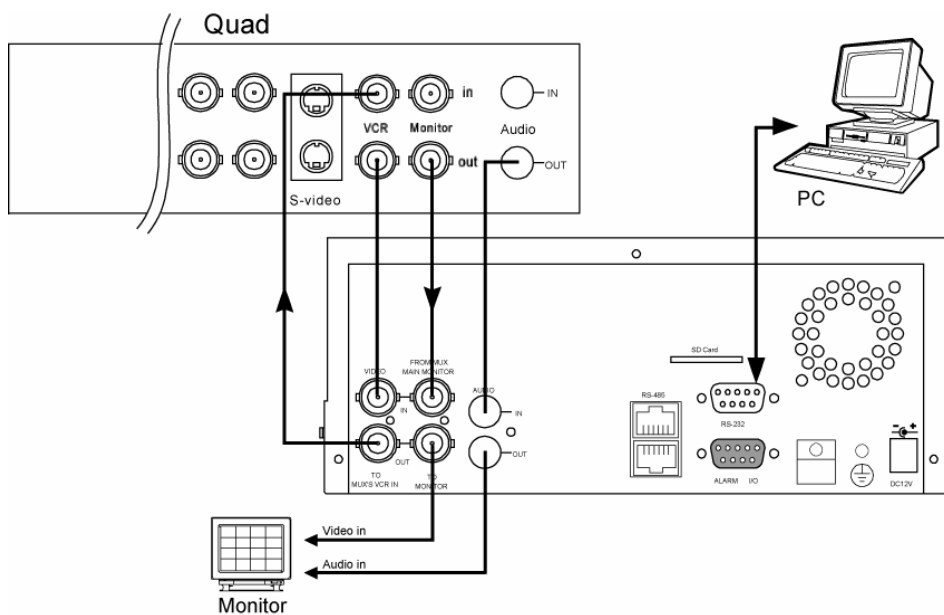 Quad
in
IN
VCR
Monitor
Audio
out
OUT
S-video
PC
SD Card
FROM MUX
MAIN MONITOR
VIDEO
AUDIO
IN
IN
RS-485
RS-232
OUT
OUT
TO
MUX'S VCR IN
TO
MONITOR
ALARM I/O
- +
DC12V
Video in
Audio in
Monitor